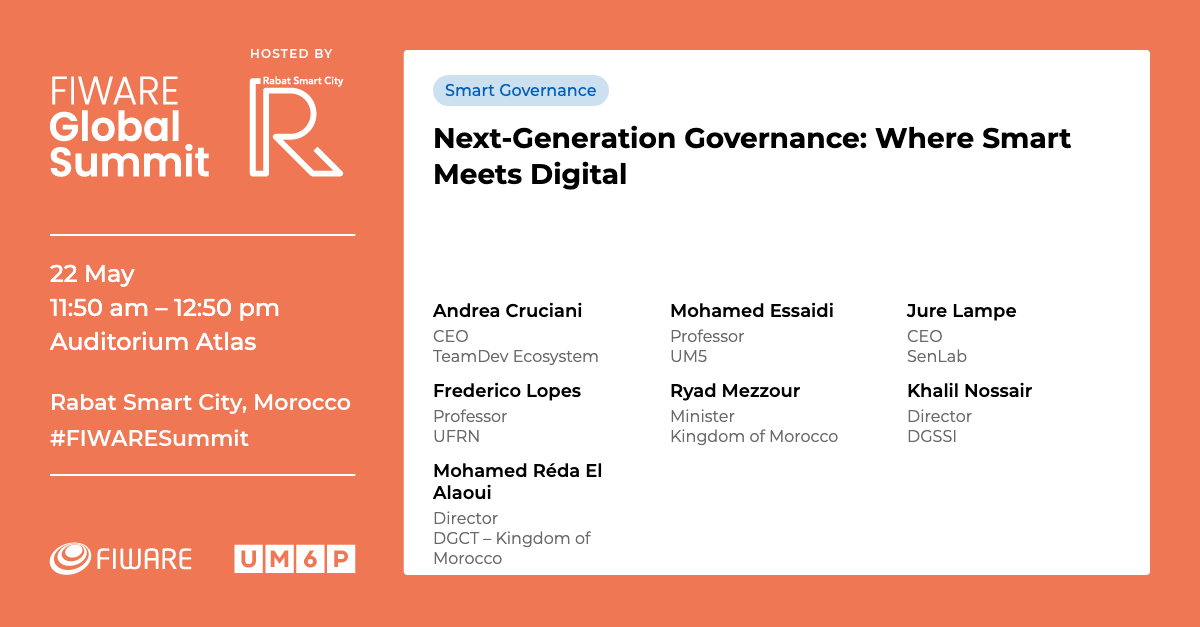 HOSTED BY
FIWARE
Global
Summit
Rabat Smart City
R
22 May
11:50 am – 12:50 pm
Auditorium Atlas
Rabat Smart City, Morocco
#FIWARESummit
FIWARE
UM6P
Smart Governance
Next-Generation Governance: Where Smart
Meets Digital
Andrea Cruciani
CEO
TeamDev Ecosystem
Mohamed Essaidi
Professor
UM5
Jure Lampe
CEO
SenLab
Frederico Lopes
Professor
UFRN
Ryad Mezzour
Minister
Kingdom of Morocco
Khalil Nossair
Director
DGSSI
Mohamed Réda El
Alaoui
Director
DGCT – Kingdom of
Morocco